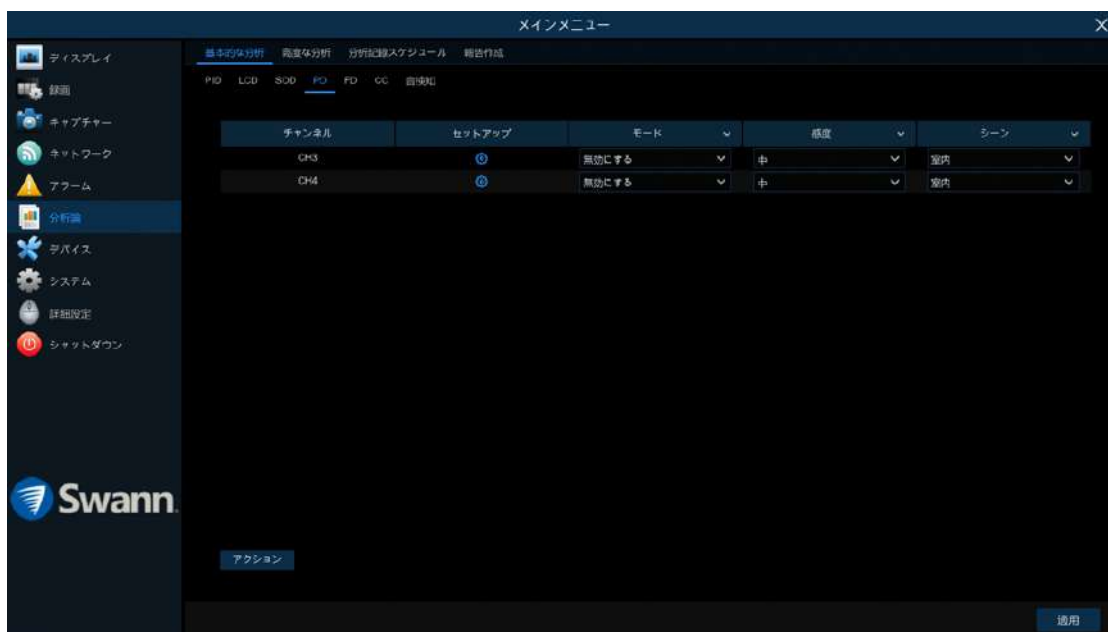 メインメニュー X
ディスプレイ
録画
キャプチャー
ネットワーク
アラーム
分析論
デバイス
システム
詳細設定
シャットダウン
Swann
基本的な分析 高度な分析 分析記録スケジュール 報告作成
PID LCD SOD PD FD CC 音検知
チャンネル セットアップ モード 感度 シーン
CH3 無効にする 中 室内
CH4 無効にする 中 室内
アクション
適用